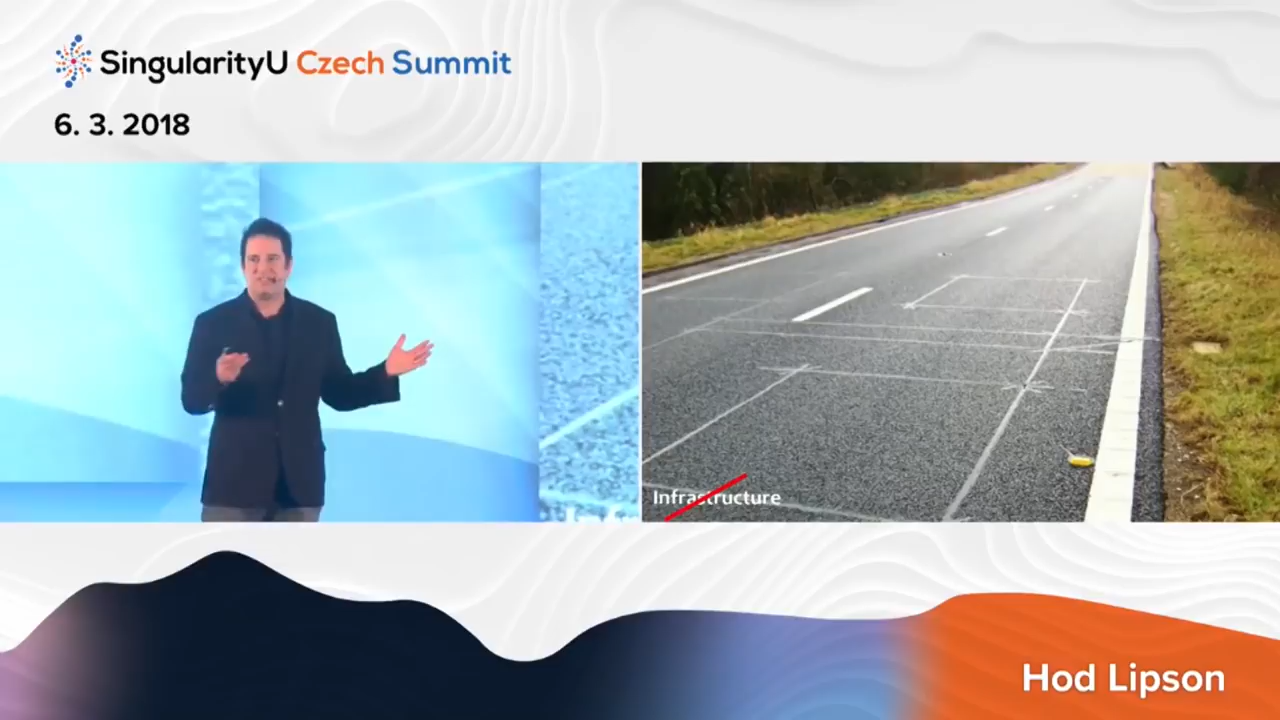 SingularityU Czech Summit
6. 3. 2018
Infrastructure
Hod Lipson